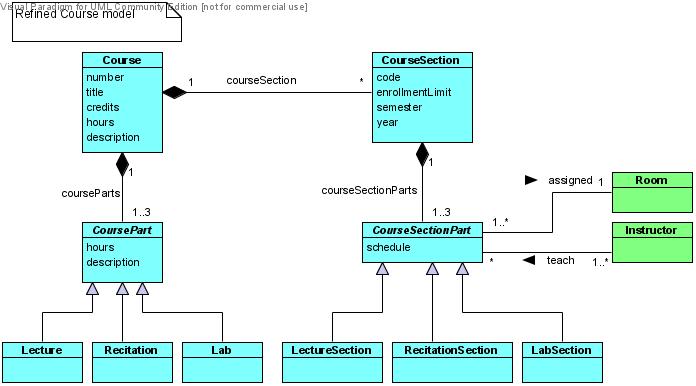 Visual Paradigm for UML Community Edition [not for commercial use]
Refined Course model
Course
number
title
credits
hours
description
1
courseSection
*
CourseSection
code
enrollmentLimit
semester
year
1
courseParts
1..3
1
courseSectionParts
1..3
CoursePart
hours
description
CourseSectionPart
schedule
assigned
1
1..*
Room
Instructor
*
teach
1..*
Lecture
Recitation
Lab
LectureSection
RecitationSection
LabSection